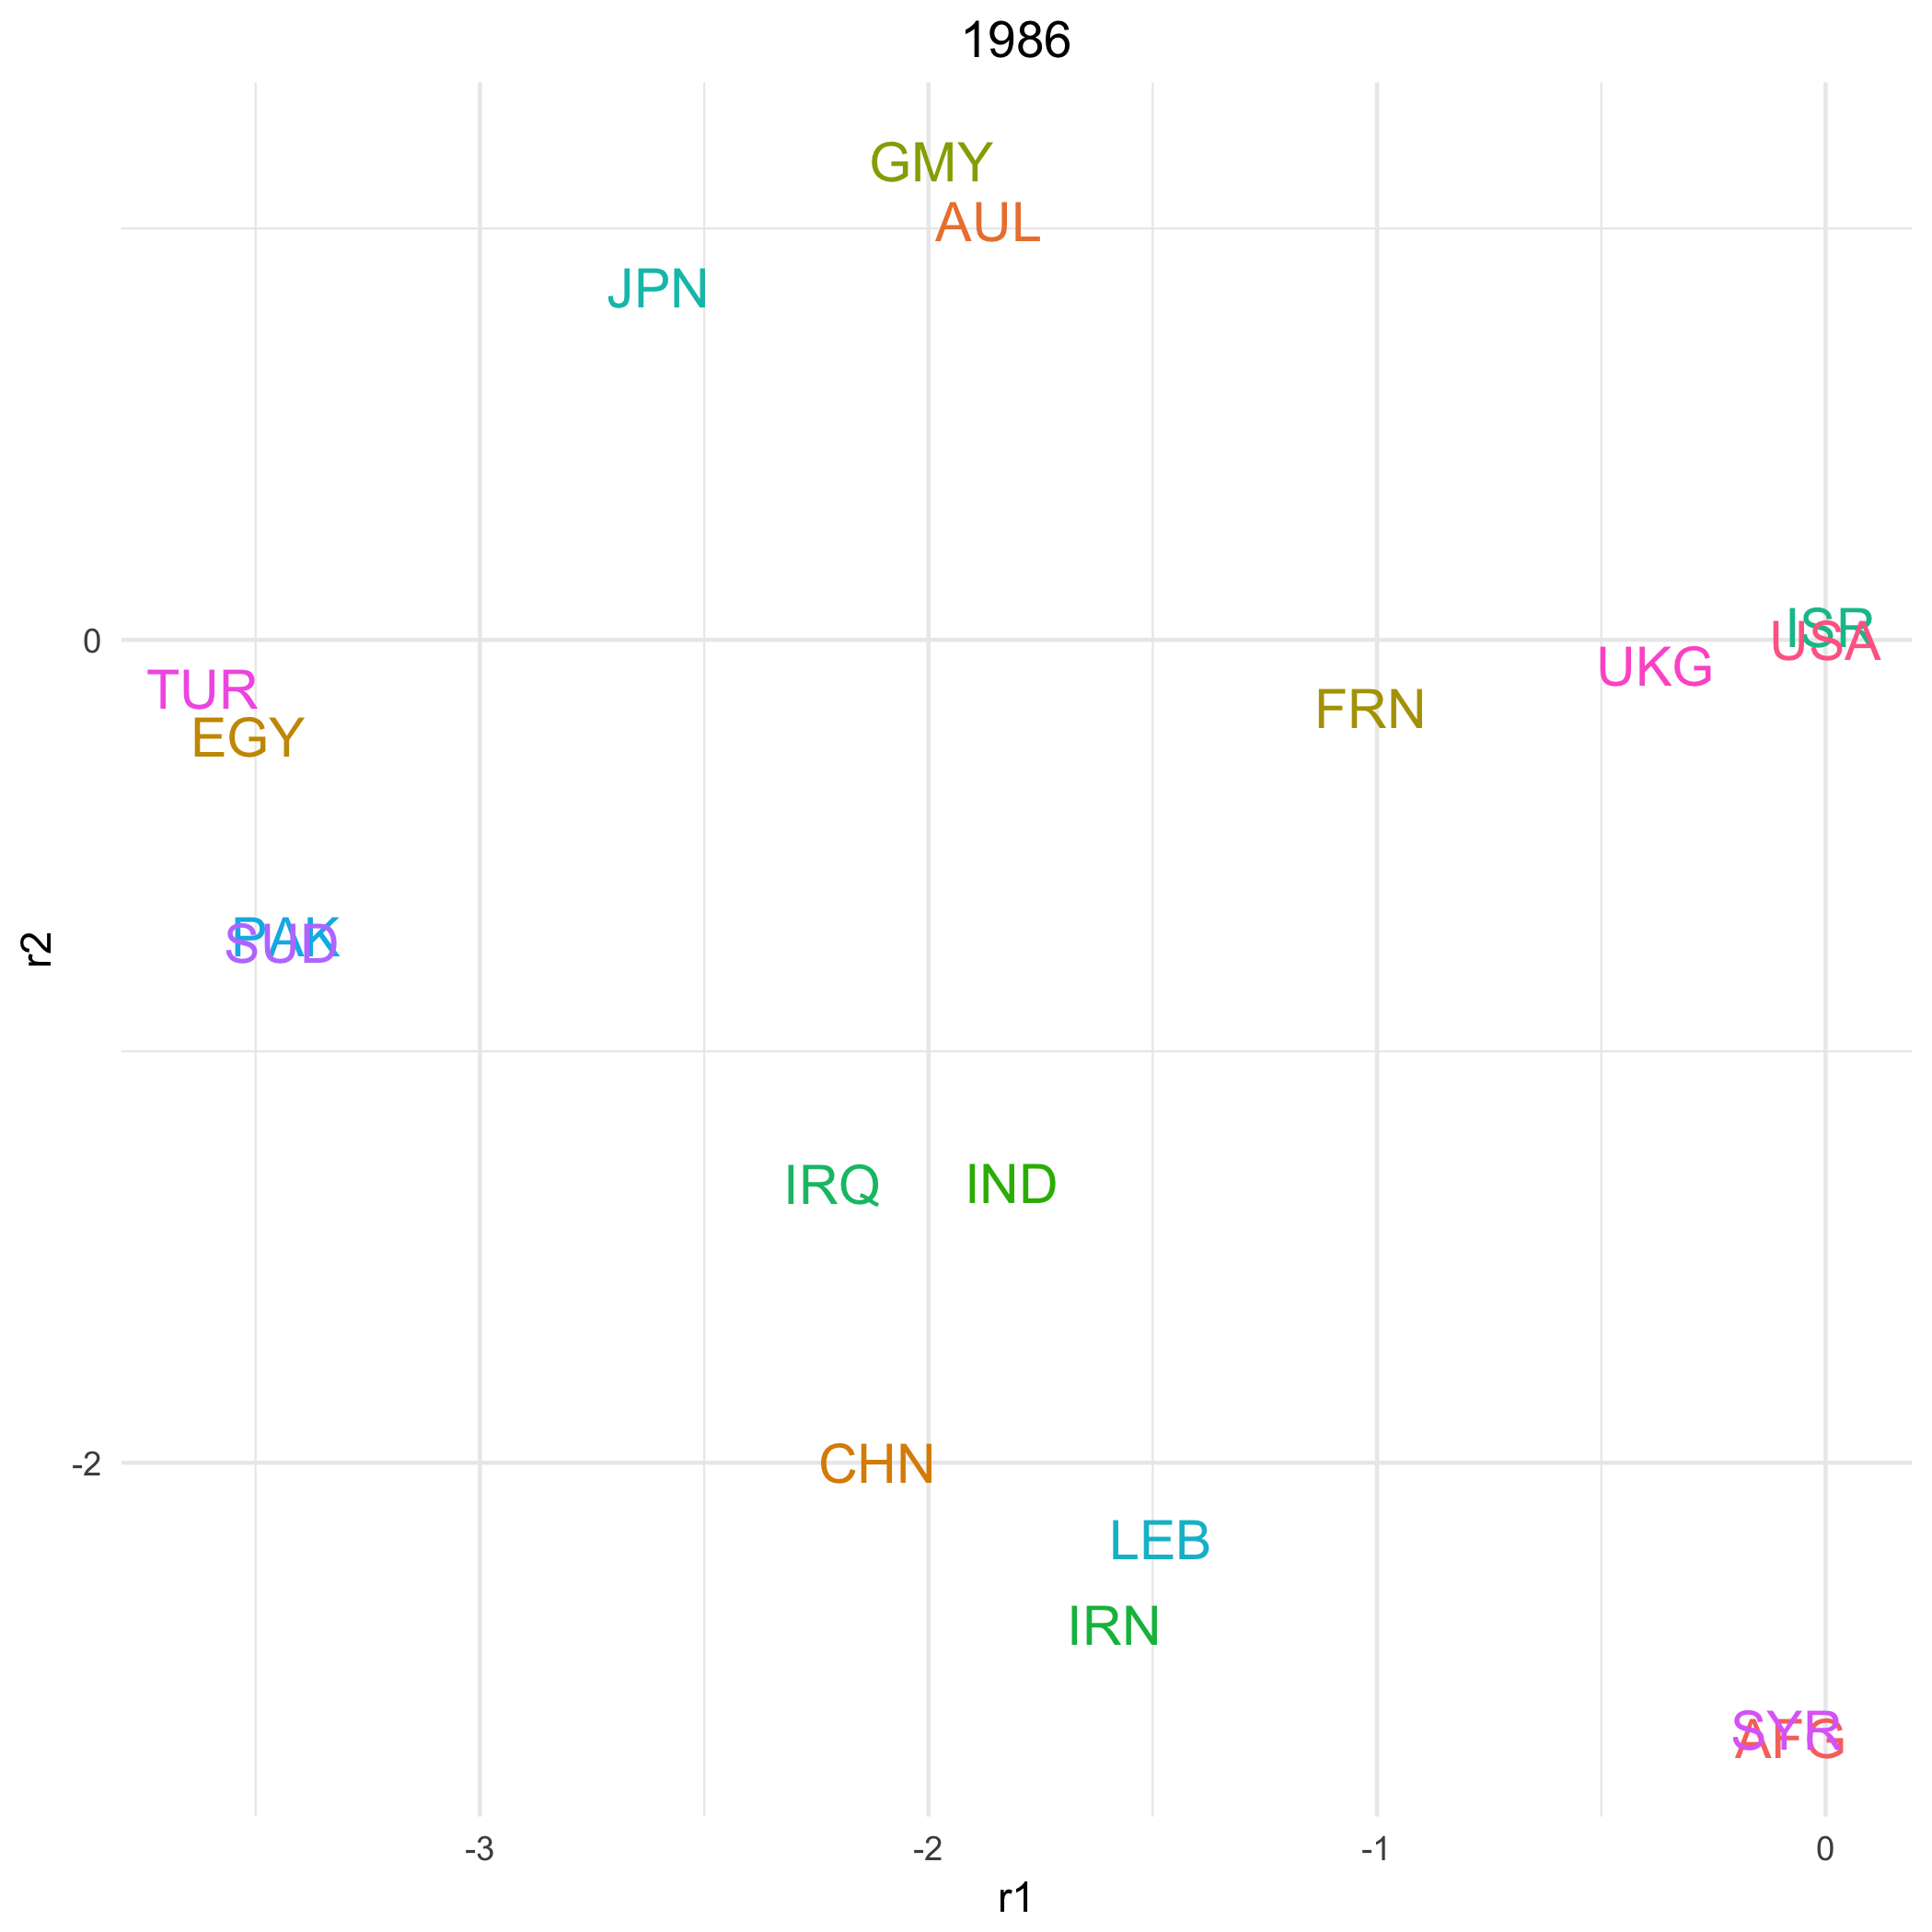 1986
GMY
AUL
JPN
ISR
0
USA
UKG
TUR
FRN
EGY
PAK
SUD
r2
IRQ
IND
CHN
-2
LEB
IRN
SYR
AFG
-3
-2
-1
0
r1